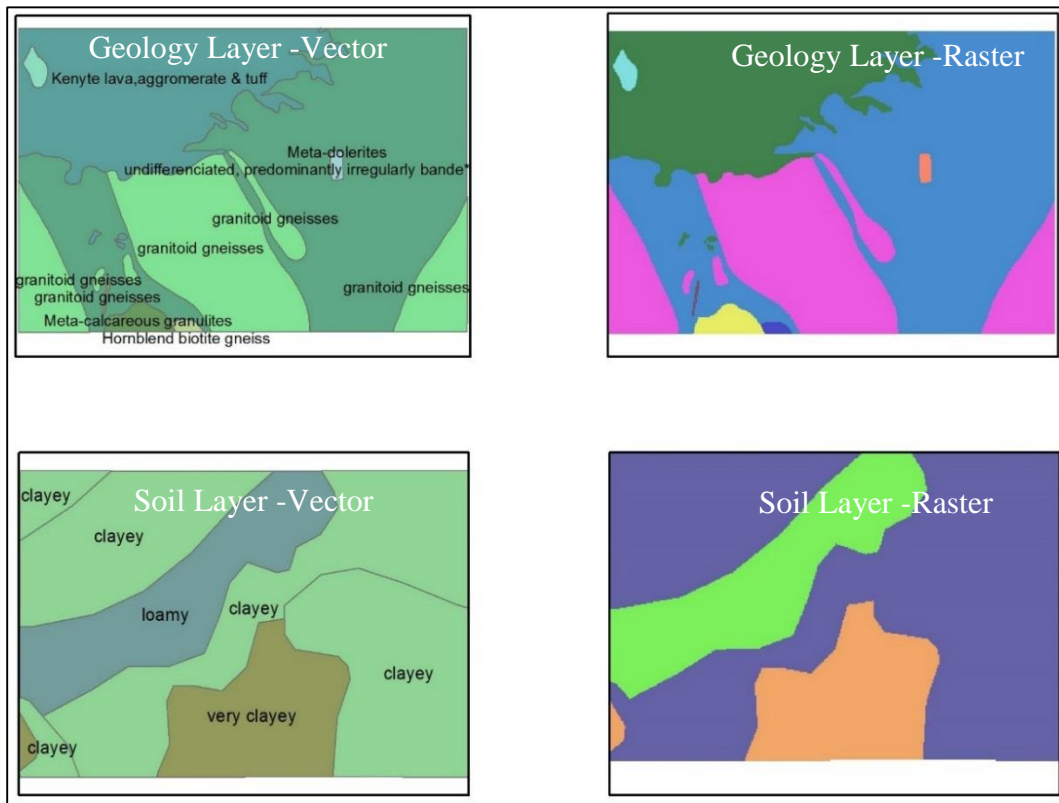 Geology Layer -Vector
Kenyte lava,aggromerate & tuff
Meta-dolerites
undifferenciated, predominantly irregularly bande*
granitoid gneisses
granitoid gneisses
granitoid gneisses
granitoid gneisses
granitoid gneisses
Meta-calcareous granulites
Hornblend biotite gneiss
Geology Layer -Raster
Soil Layer -Vector
clayey
clayey
loamy
clayey
clayey
very clayey
clayey
Soil Layer -Raster